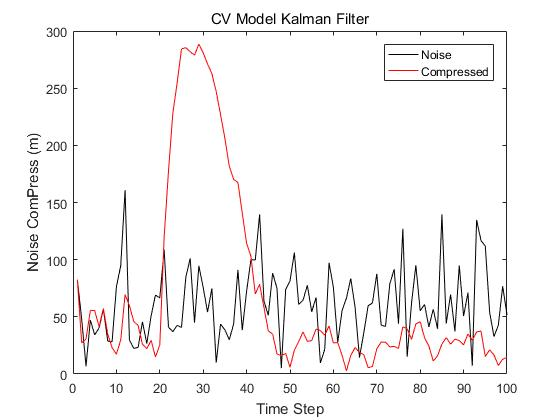 CV Model Kalman Filter
Noise
Compressed
Noise ComPress (m)
300
250
200
150
100
50
0
0 10 20 30 40 50 60 70 80 90 100
Time Step